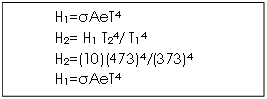 H₁=σAeT⁴
H₂= H₁ T₂⁴/ T₁⁴
H₂=(10)(473)⁴/(373)⁴
H₁=σAeT⁴